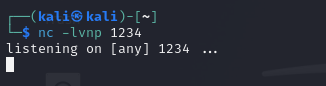 ┌──(kali㉿kali)-[~]
└─$ nc -lvnp 1234
listening on [any] 1234 ...